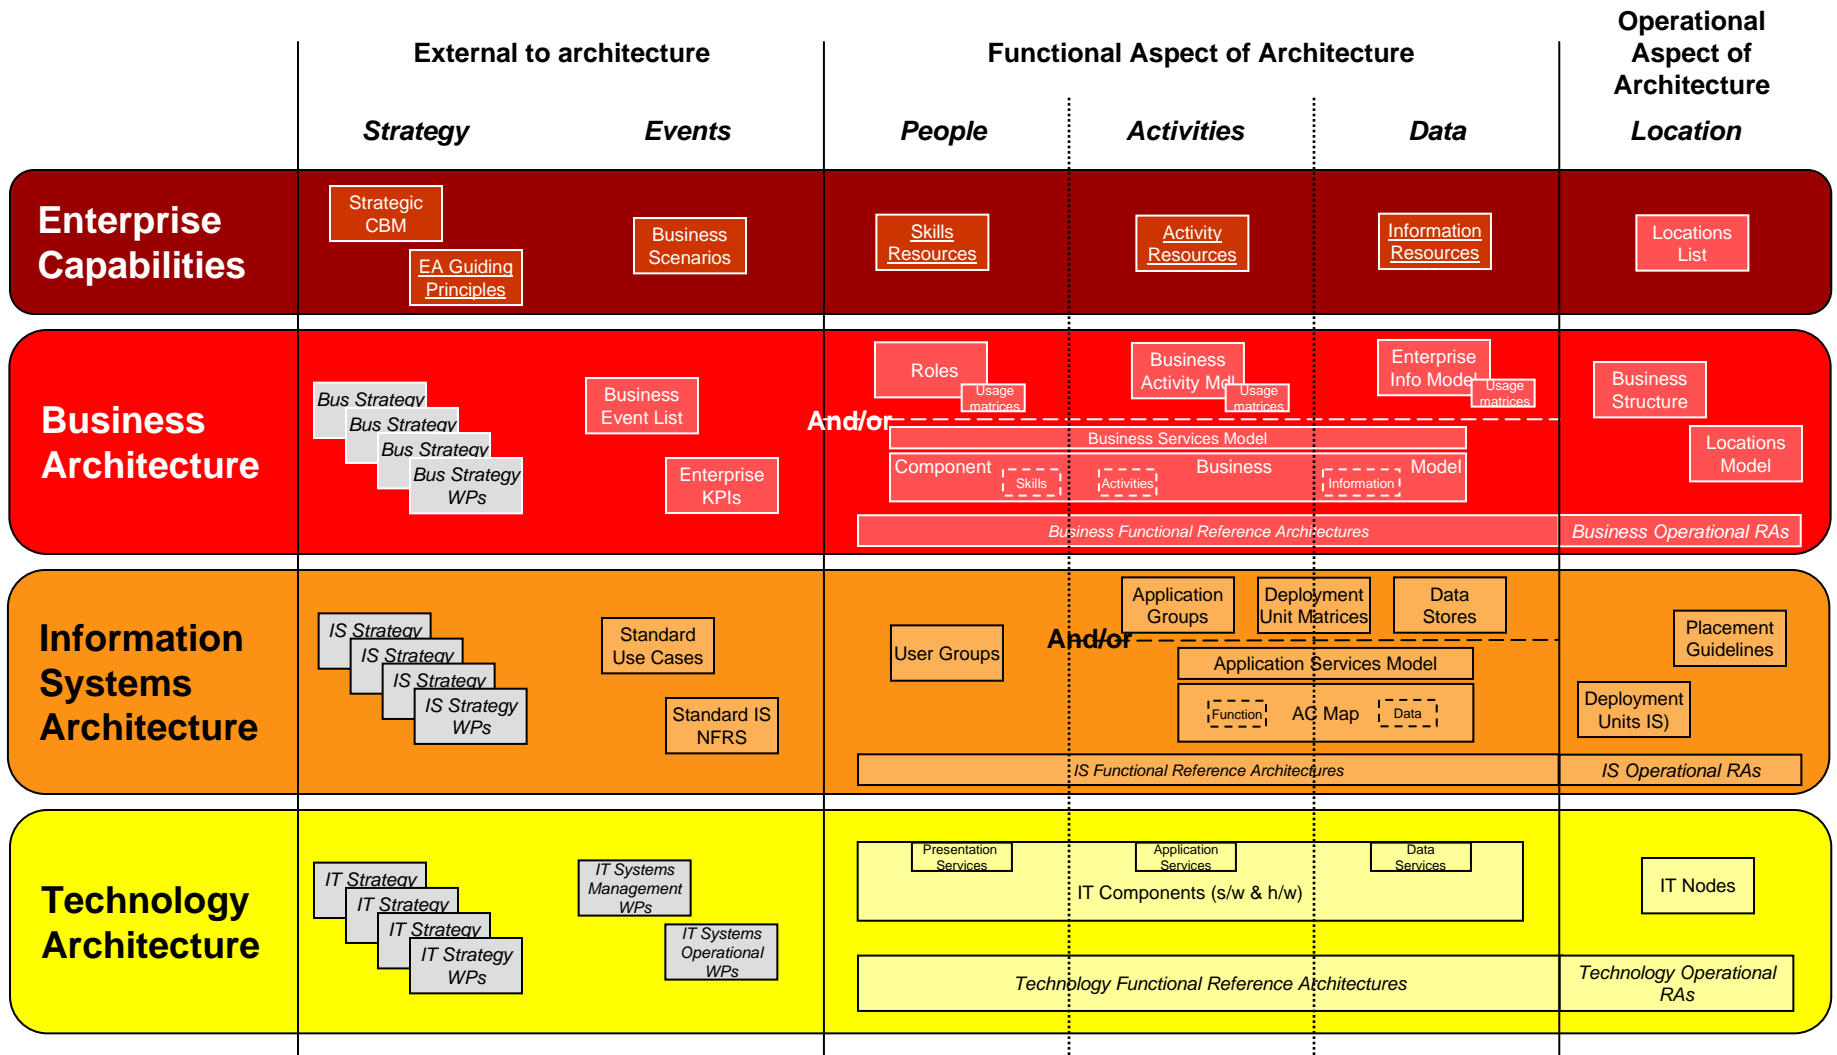 External to architecture
Functional Aspect of Architecture
Operational
Aspect of
Architecture
Strategy
Events
People
Activities
Data
Location
Enterprise
Capabilities
Strategic
CBM
EA Guiding
Principles
Business
Scenarios
Skills
Resources
Activity
Resources
Information
Resources
Locations
List
Business
Architecture
Bus Strategy
Bus Strategy
Bus Strategy
Bus Strategy
WPs
Business
Event List
Enterprise
KPIs
Roles
Usage
matrices
Business
Activity Mdl
Usage
matrices
Enterprise
Info Model
Usage
matrices
And/or
Business Services Model
Component Business Model
Skills
Activities
Information
Business Functional Reference Architectures
Business
Structure
Locations
Model
Business Operational RAs
Information
Systems
Architecture
IS Strategy
IS Strategy
IS Strategy
IS Strategy
WPs
Standard
Use Cases
Standard IS
NFRS
User Groups
Application
Groups
Deployment
Unit Matrices
Data
Stores
And/or
Application Services Model
Function
AC Map
Data
IS Functional Reference Architectures
Placement
Guidelines
Deployment
Units IS)
IS Operational RAs
Technology
Architecture
IT Strategy
IT Strategy
IT Strategy
IT Strategy
WPs
IT Systems
Management
WPs
IT Systems
Operational
WPs
Presentation
Services
Application
Services
Data
Services
IT Components (s/w & h/w)
IT Nodes
Technology Functional Reference Architectures
Technology Operational
RAs